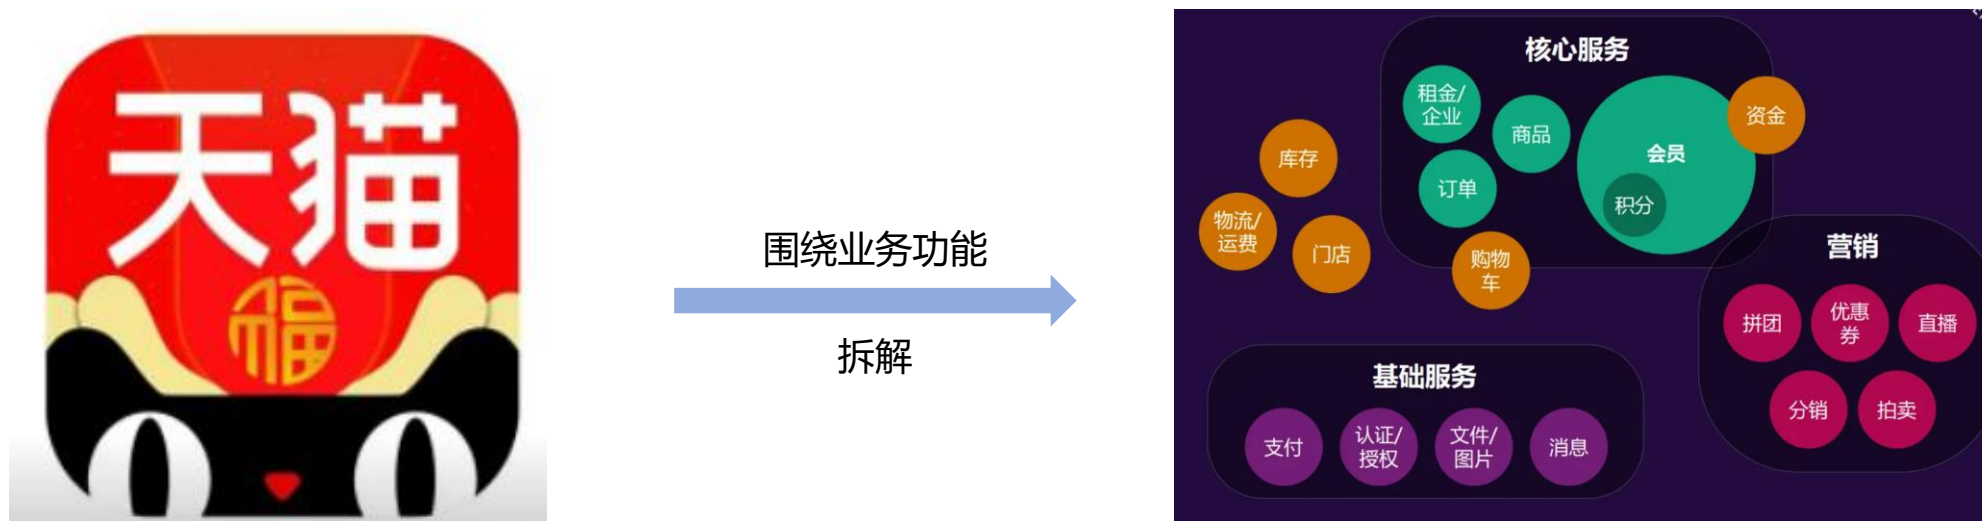 天猫
福
围绕业务功能
拆解
核心服务
租金/
企业
商品
会员
资金
订单
积分
库存
物流/
运费
门店
购物
车
营销
拼团
优惠
券
直播
分销
拍卖
基础服务
支付
认证/
授权
文件/
图片
消息